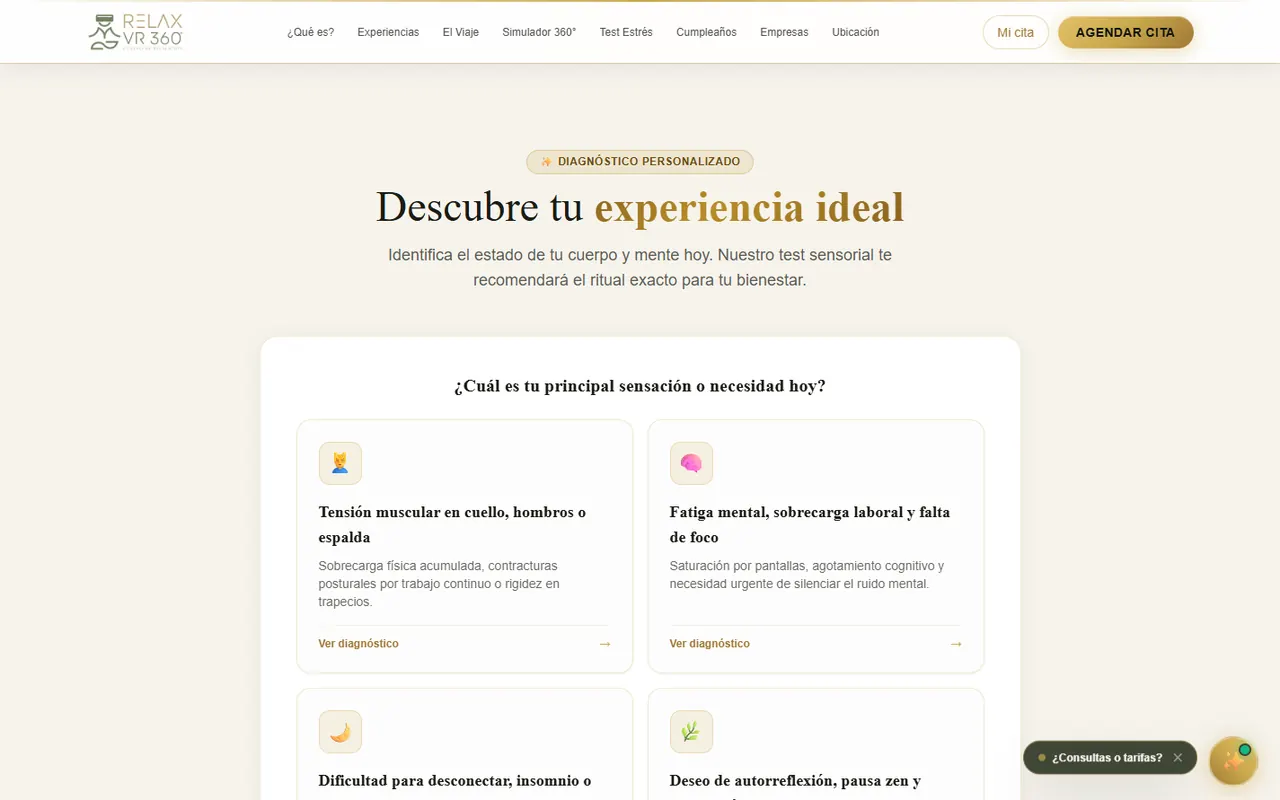 RELAX
VR 360°
¿Qué es?
Experiencias
El Viaje
Simulador 360°
Test Estrés
Cumpleaños
Empresas
Ubicación
Mi cita
AGENDAR CITA
DIAGNÓSTICO PERSONALIZADO
Descubre tu experiencia ideal
Identifica el estado de tu cuerpo y mente hoy. Nuestro test sensorial te
recomendará el ritual exacto para tu bienestar.
¿Cuál es tu principal sensación o necesidad hoy?
Tensión muscular en cuello, hombros o
espalda
Sobrecarga física acumulada, contracturas
posturales por trabajo continuo o rigidez en
trapecios.
Ver diagnóstico →
Fatiga mental, sobrecarga laboral y falta
de foco
Saturación por pantallas, agotamiento cognitivo y
necesidad urgente de silenciar el ruido mental.
Ver diagnóstico →
Dificultad para desconectar, insomnio o
Deseo de autorreflexión, pausa zen y
¿Consultas o tarifas?